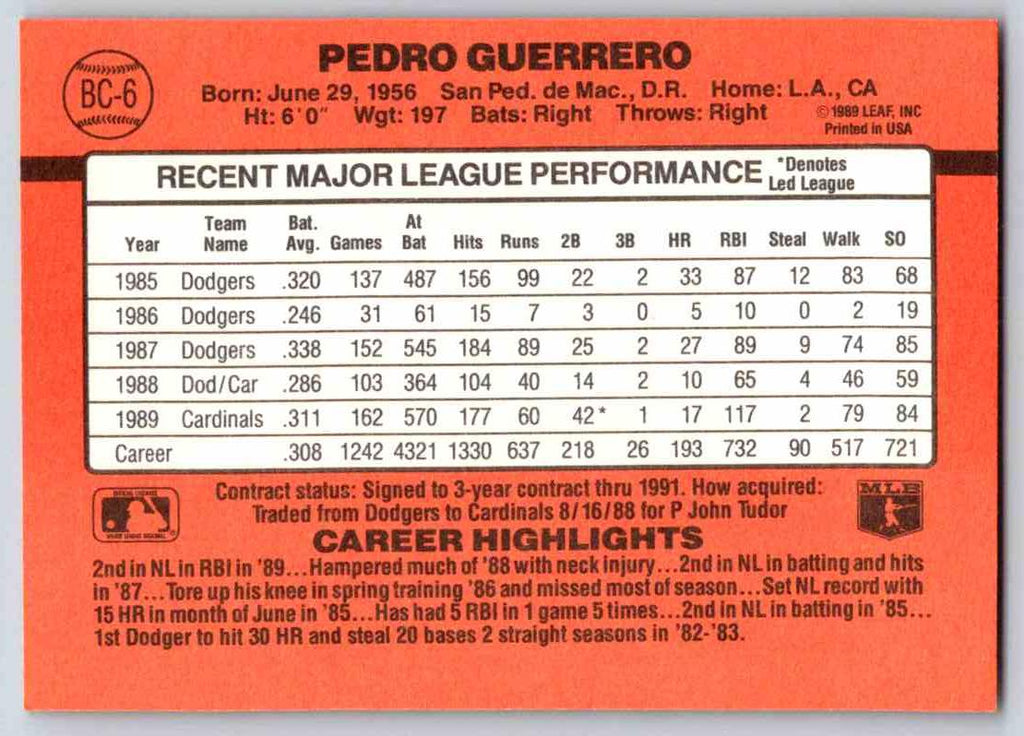 PEDRO GUERRERO
BC-6
Born: June 29, 1956 San Ped. de Mac., D.R. Home: L.A., CA
Ht: 6'0" Wgt: 197 Bats: Right Throws: Right
©1989 LEAF, INC
Printed in USA
RECENT MAJOR LEAGUE PERFORMANCE *Denotes Led League
Year Team Name Bat. Avg. Games At Bat Hits Runs 2B 3B HR RBI Steal Walk SO
1985 Dodgers .320 137 487 156 99 22 2 33 87 12 83 68
1986 Dodgers .246 31 61 15 7 3 0 5 10 0 2 19
1987 Dodgers .338 152 545 184 89 25 2 27 89 9 74 85
1988 Dod/Car .286 103 364 104 40 14 2 10 65 4 46 59
1989 Cardinals .311 162 570 177 60 42* 1 17 117 2 79 84
Career .308 1242 4321 1330 637 218 26 193 732 90 517 721
Contract status: Signed to 3-year contract thru 1991. How acquired:
Traded from Dodgers to Cardinals 8/16/88 for P John Tudor
MLB
CAREER HIGHLIGHTS
2nd in NL in RBI in '89...Hampered much of '88 with neck injury...2nd in NL in batting and hits
in '87...Tore up his knee in spring training '86 and missed most of season...Set NL record with
15 HR in month of June in '85...Has had 5 RBI in 1 game 5 times...2nd in NL in batting in '85...
1st Dodger to hit 30 HR and steal 20 bases 2 straight seasons in '82-'83.